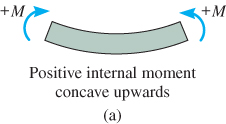 +M +M
Positive internal moment
concave upwards
(a)